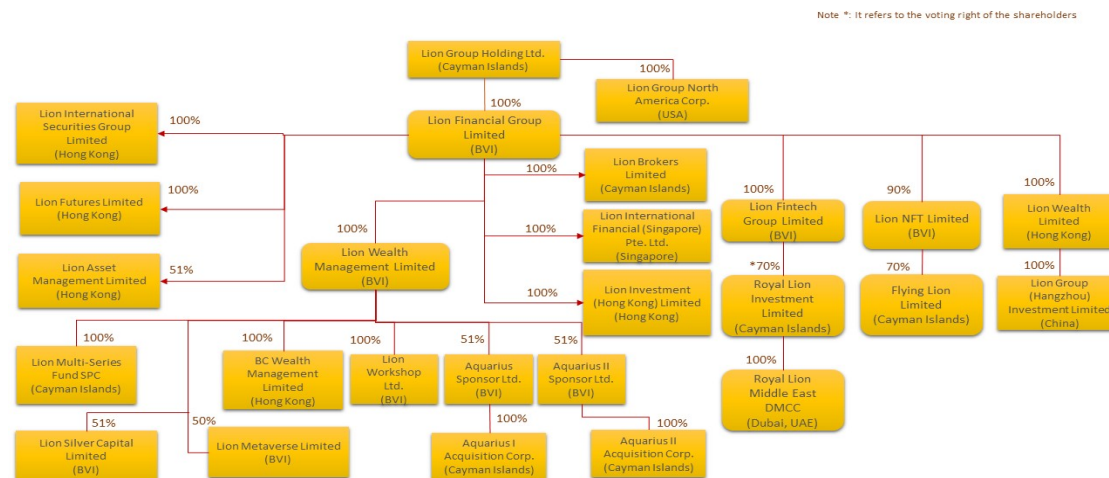 Note *: It refers to the voting right of the shareholders
Lion Group Holding Ltd.
(Cayman Islands)
100%
Lion Group North
America Corp.
(USA)
100%
Lion Financial Group
Limited
(BVI)
Lion International
Securities Group
Limited
(Hong Kong)
100%
Lion Futures Limited
(Hong Kong)
100%
Lion Asset
Management Limited
(Hong Kong)
51%
100%
Lion Wealth
Management Limited
(BVI)
100%
Lion Brokers
Limited
(Cayman Islands)
100%
Lion International
Financial (Singapore)
Pte. Ltd.
(Singapore)
100%
Lion Investment
(Hong Kong) Limited
(Hong Kong)
100%
Lion Fintech
Group Limited
(BVI)
*70%
Royal Lion
Investment
Limited
(Cayman Islands)
100%
Royal Lion
Middle East
DMCC
(Dubai, UAE)
90%
Lion NFT Limited
(BVI)
70%
Flying Lion
Limited
(Cayman Islands)
100%
Lion Wealth
Limited
(Hong Kong)
100%
Lion Group
(Hangzhou)
Investment Limited
(China)
100%
Lion Multi-Series
Fund SPC
(Cayman Islands)
51%
Lion Silver Capital
Limited
(BVI)
50%
Lion Metaverse Limited
(BVI)
100%
BC Wealth
Management
Limited
(Hong Kong)
100%
Lion
Workshop
Ltd.
(BVI)
51%
Aquarius
Sponsor Ltd.
(BVI)
100%
Aquarius I
Acquisition Corp.
(Cayman Islands)
51%
Aquarius II
Sponsor Ltd.
(BVI)
100%
Aquarius II
Acquisition Corp.
(Cayman Islands)